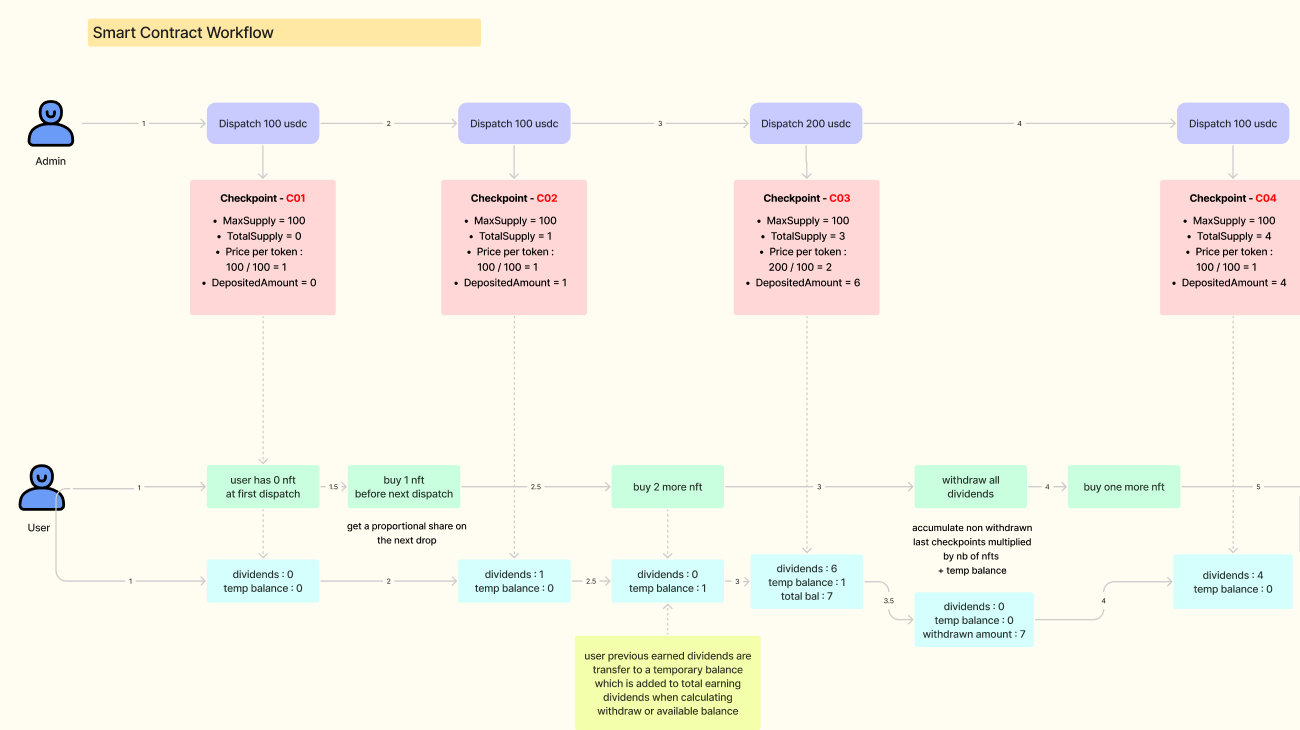 Smart Contract Workflow
Admin
1
Dispatch 100 usdc
2
Dispatch 100 usdc
3
Dispatch 200 usdc
4
Dispatch 100 usdc
Checkpoint - C01
• MaxSupply = 100
• TotalSupply = 0
• Price per token :
100 / 100 = 1
• DepositedAmount = 0
Checkpoint - C02
• MaxSupply = 100
• TotalSupply = 1
• Price per token :
100 / 100 = 1
• DepositedAmount = 1
Checkpoint - C03
• MaxSupply = 100
• TotalSupply = 3
• Price per token :
200 / 100 = 2
• DepositedAmount = 6
Checkpoint - C04
• MaxSupply = 100
• TotalSupply = 4
• Price per token :
100 / 100 = 1
• DepositedAmount = 4
User
1
user has 0 nft
at first dispatch
1.5
buy 1 nft
before next dispatch
get a proportional share on
the next drop
2.5
buy 2 more nft
3
withdraw all
dividends
accumulate non withdrawn
last checkpoints multiplied
by nb of nfts
+ temp balance
4
buy one more nft
5
1
dividends : 0
temp balance : 0
2
dividends : 1
temp balance : 0
2.5
dividends : 0
temp balance : 1
3
dividends : 6
temp balance : 1
total bal : 7
3.5
dividends : 0
temp balance : 0
withdrawn amount : 7
4
dividends : 4
temp balance : 0
user previous earned dividends are
transfer to a temporary balance
which is added to total earning
dividends when calculating
withdraw or available balance